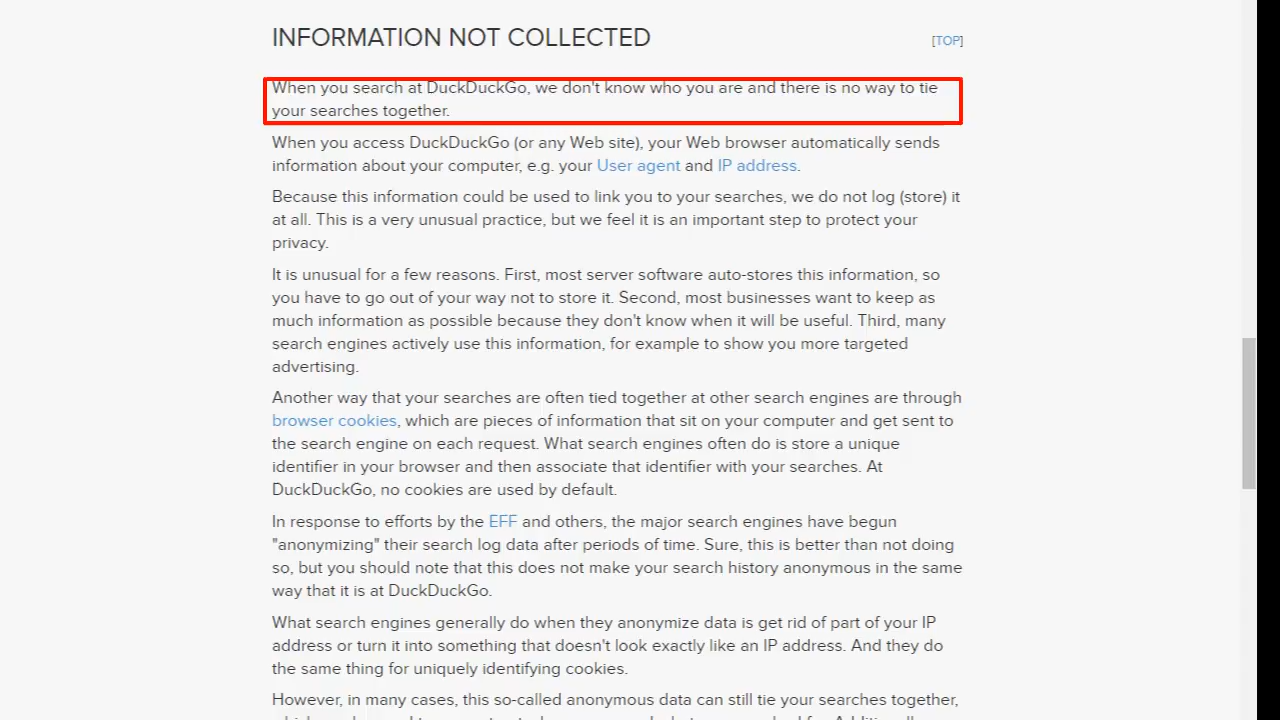 INFORMATION NOT COLLECTED
[TOP]
When you search at DuckDuckGo, we don't know who you are and there is no way to tie
your searches together.
When you access DuckDuckGo (or any Web site), your Web browser automatically sends
information about your computer, e.g. your User agent and IP address.
Because this information could be used to link you to your searches, we do not log (store) it
at all. This is a very unusual practice, but we feel it is an important step to protect your
privacy.
It is unusual for a few reasons. First, most server software auto-stores this information, so
you have to go out of your way not to store it. Second, most businesses want to keep as
much information as possible because they don't know when it will be useful. Third, many
search engines actively use this information, for example to show you more targeted
advertising.
Another way that your searches are often tied together at other search engines are through
browser cookies, which are pieces of information that sit on your computer and get sent to
the search engine on each request. What search engines often do is store a unique
identifier in your browser and then associate that identifier with your searches. At
DuckDuckGo, no cookies are used by default.
In response to efforts by the EFF and others, the major search engines have begun
"anonymizing" their search log data after periods of time. Sure, this is better than not doing
so, but you should note that this does not make your search history anonymous in the same
way that it is at DuckDuckGo.
What search engines generally do when they anonymize data is get rid of part of your IP
address or turn it into something that doesn't look exactly like an IP address. And they do
the same thing for uniquely identifying cookies.
However, in many cases, this so-called anonymous data can still tie your searches together,